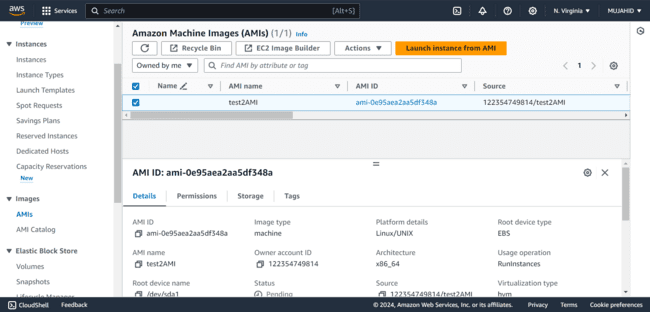 aws
Services
Search
[Alt+S]
N. Virginia
MUJAHID
Preview
Instances
Instances
Instance Types
Launch Templates
Spot Requests
Savings Plans
Reserved Instances
Dedicated Hosts
Capacity Reservations
New
Images
AMIs
AMI Catalog
Elastic Block Store
Volumes
Snapshots
Lifecycle Manager
Amazon Machine Images (AMIs) (1/1) Info
Recycle Bin
EC2 Image Builder
Actions
Launch instance from AMI
Owned by me
Find AMI by attribute or tag
1
Name
AMI name
AMI ID
Source
test2AMI
ami-0e95aea2aa5df348a
122354749814/test2AMI
AMI ID: ami-0e95aea2aa5df348a
Details
Permissions
Storage
Tags
AMI ID
Image type
Platform details
Root device type
ami-0e95aea2aa5df348a
machine
Linux/UNIX
EBS
AMI name
Owner account ID
Architecture
Usage operation
test2AMI
122354749814
x86_64
RunInstances
Root device name
Status
Source
Virtualization type
/dev/sda1
Pending
122354749814/test2AMI
hvm
CloudShell
Feedback
© 2024, Amazon Web Services, Inc. or its affiliates.
Privacy
Terms
Cookie preferences